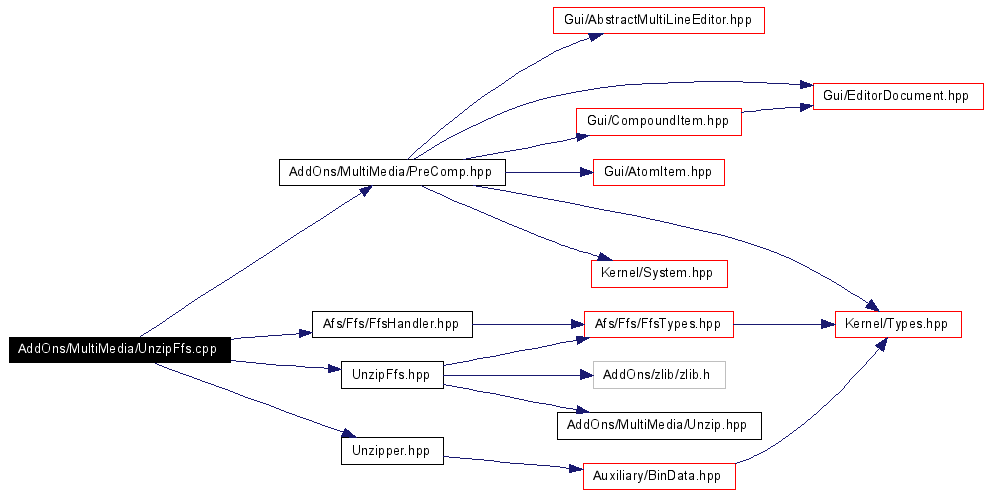 Gui/AbstractMultiLineEditor.hpp
Gui/EditorDocument.hpp
Gui/CompoundItem.hpp
AddOns/MultiMedia/PreComp.hpp
Gui/AtomItem.hpp
Kernel/System.hpp
Afs/Ffs/FfsHandler.hpp
Afs/Ffs/FfsTypes.hpp
Kernel/Types.hpp
AddOns/MultiMedia/UnzipFfs.cpp
UnzipFfs.hpp
AddOns/zlib/zlib.h
AddOns/MultiMedia/Unzip.hpp
Unzipper.hpp
Auxiliary/BinData.hpp